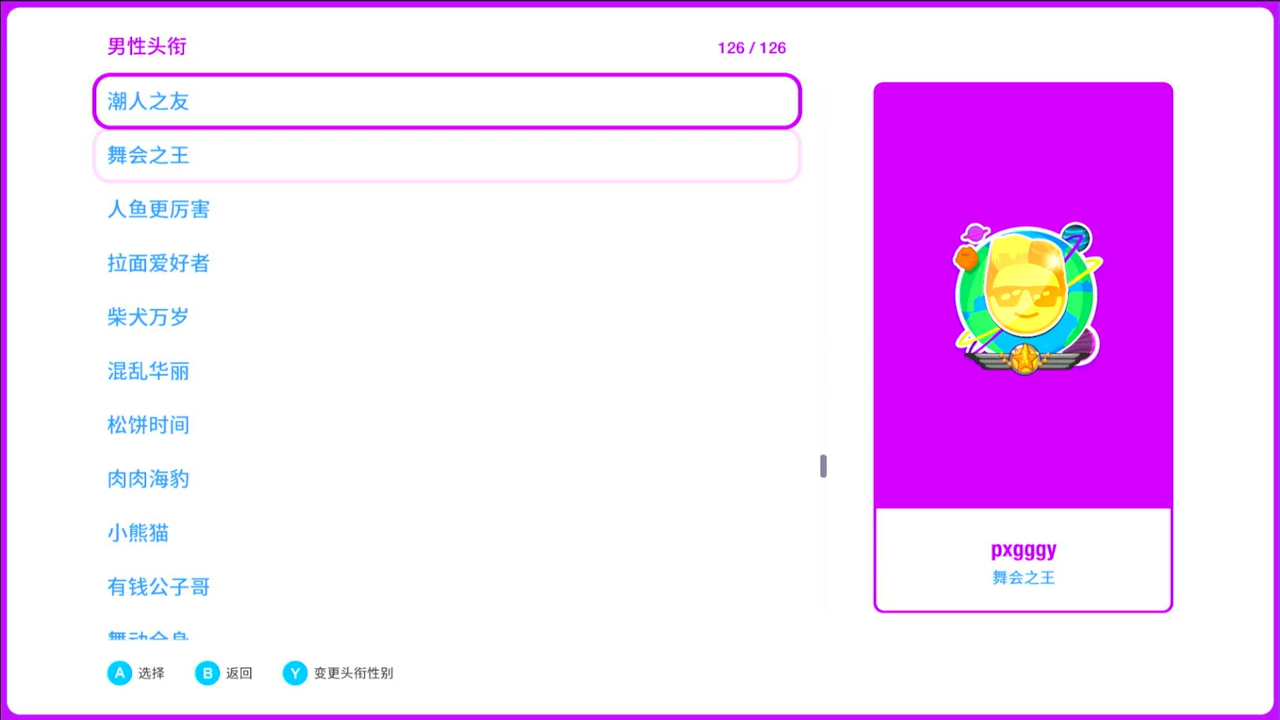 男性头衔
126 / 126
潮人之友
舞会之王
人鱼更厉害
拉面爱好者
柴犬万岁
混乱华丽
松饼时间
肉肉海豹
小熊猫
有钱公子哥
pxgggy
舞会之王
A 选择
B 返回
Y 变更头衔性别